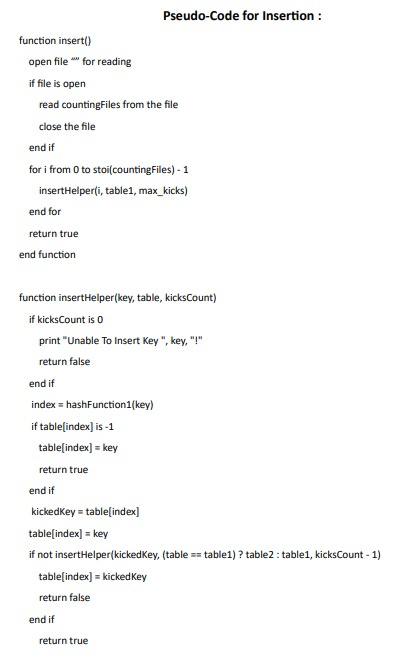 Pseudo-Code for Insertion :
function insert()
open file “” for reading
if file is open
read countingFiles from the file
close the file
end if
for i from 0 to stoi(countingFiles) - 1
insertHelper(i, table1, max_kicks)
end for
return true
end function
function insertHelper(key, table, kicksCount)
if kicksCount is 0
print "Unable To Insert Key ", key, "!"
return false
end if
index = hashFunction1(key)
if table[index] is -1
table[index] = key
return true
end if
kickedKey = table[index]
table[index] = key
if not insertHelper(kickedKey, (table == table1) ? table2 : table1, kicksCount - 1)
table[index] = kickedKey
return false
end if
return true